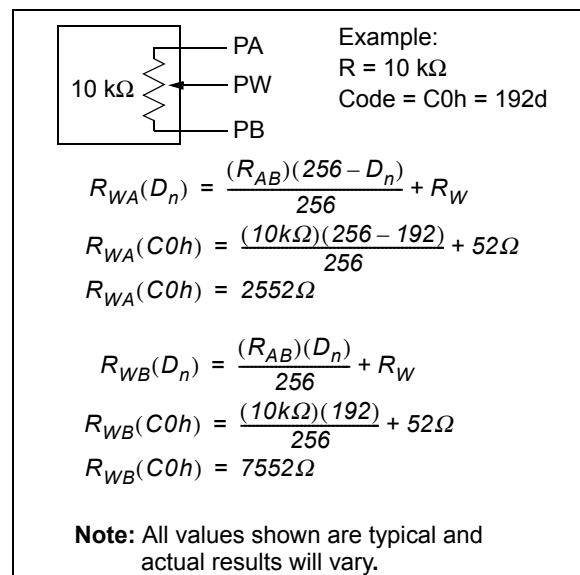 PA
Example:
R = 10 kΩ
10 kΩ
PW
Code = C0h = 192d
PB
R_WA(D_n) = (R_AB)(256 – D_n) / 256 + R_W
R_WA(C0h) = (10kΩ)(256 – 192) / 256 + 52Ω
R_WA(C0h) = 2552Ω
R_WB(D_n) = (R_AB)(D_n) / 256 + R_W
R_WB(C0h) = (10kΩ)(192) / 256 + 52Ω
R_WB(C0h) = 7552Ω
Note: All values shown are typical and
actual results will vary.